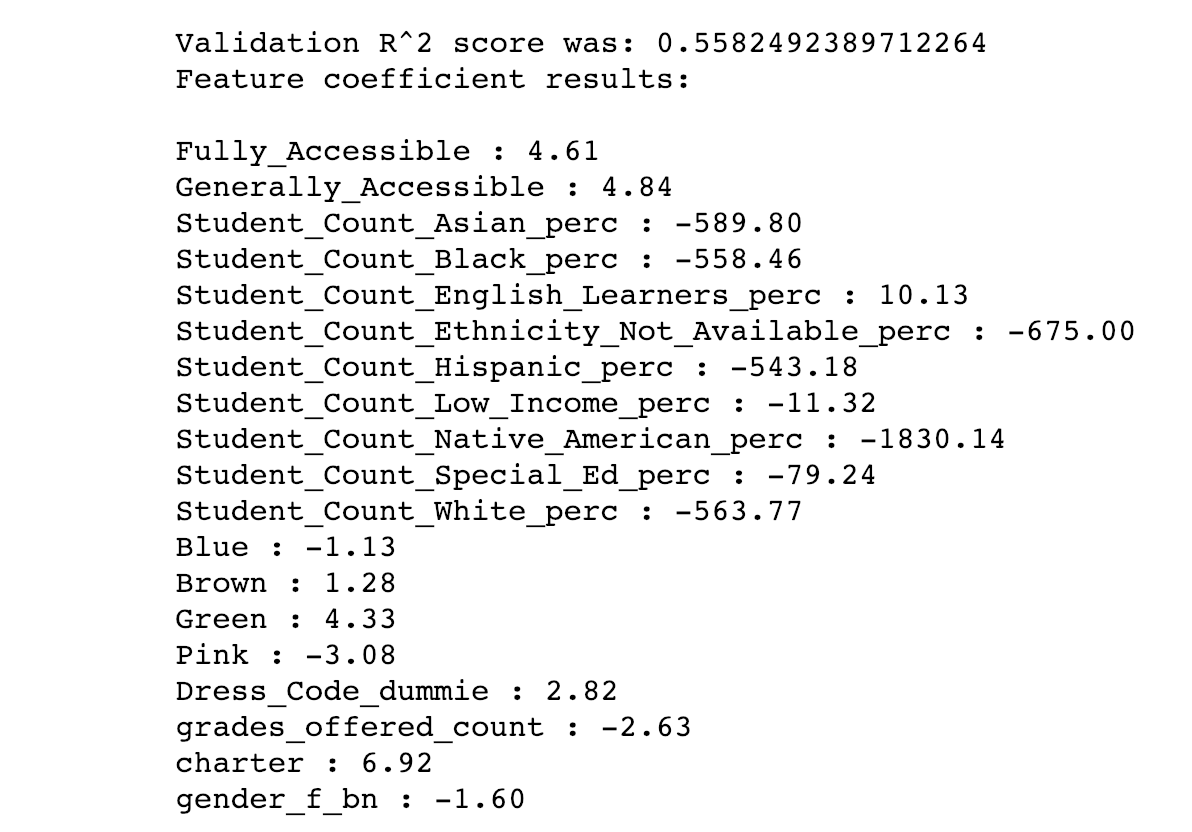 Validation R^2 score was: 0.5582492389712264
Feature coefficient results:
Fully_Accessible : 4.61
Generally_Accessible : 4.84
Student_Count_Asian_perc : -589.80
Student_Count_Black_perc : -558.46
Student_Count_English_Learners_perc : 10.13
Student_Count_Ethnicity_Not_Available_perc : -675.00
Student_Count_Hispanic_perc : -543.18
Student_Count_Low_Income_perc : -11.32
Student_Count_Native_American_perc : -1830.14
Student_Count_Special_Ed_perc : -79.24
Student_Count_White_perc : -563.77
Blue : -1.13
Brown : 1.28
Green : 4.33
Pink : -3.08
Dress_Code_dummie : 2.82
grades_offered_count : -2.63
charter : 6.92
gender_f_bn : -1.60